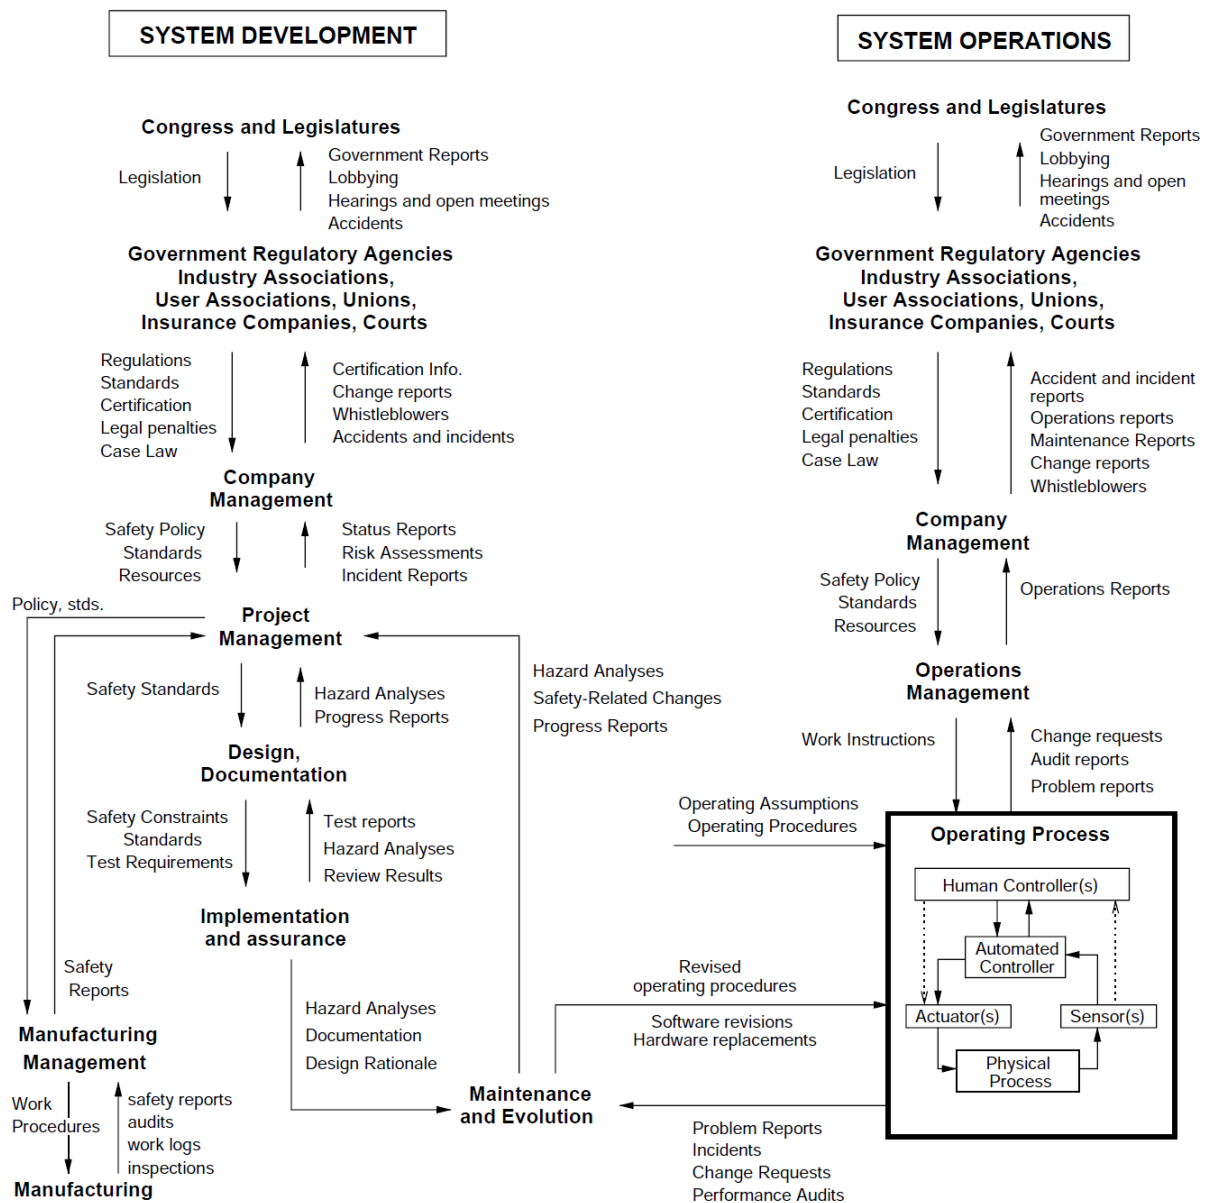 SYSTEM DEVELOPMENT
Congress and Legislatures
Legislation
Government Reports
Lobbying
Hearings and open meetings
Accidents
Government Regulatory Agencies
Industry Associations,
User Associations, Unions,
Insurance Companies, Courts
Regulations
Standards
Certification
Legal penalties
Case Law
Certification Info.
Change reports
Whistleblowers
Accidents and incidents
Company
Management
Safety Policy
Standards
Resources
Status Reports
Risk Assessments
Incident Reports
Policy, stds.
Project
Management
Safety Standards
Hazard Analyses
Progress Reports
Hazard Analyses
Safety-Related Changes
Progress Reports
Design,
Documentation
Safety Constraints
Standards
Test Requirements
Test reports
Hazard Analyses
Review Results
Implementation
and assurance
Safety
Reports
Hazard Analyses
Documentation
Design Rationale
Manufacturing
Management
Work
Procedures
safety reports
audits
work logs
inspections
Manufacturing
Maintenance
and Evolution
SYSTEM OPERATIONS
Congress and Legislatures
Legislation
Government Reports
Lobbying
Hearings and open
meetings
Accidents
Government Regulatory Agencies
Industry Associations,
User Associations, Unions,
Insurance Companies, Courts
Regulations
Standards
Certification
Legal penalties
Case Law
Accident and incident
reports
Operations reports
Maintenance Reports
Change reports
Whistleblowers
Company
Management
Safety Policy
Standards
Resources
Operations Reports
Operations
Management
Work Instructions
Change requests
Audit reports
Problem reports
Operating Assumptions
Operating Procedures
Operating Process
Human Controller(s)
Automated
Controller
Actuator(s)
Sensor(s)
Physical
Process
Revised
operating procedures
Software revisions
Hardware replacements
Problem Reports
Incidents
Change Requests
Performance Audits